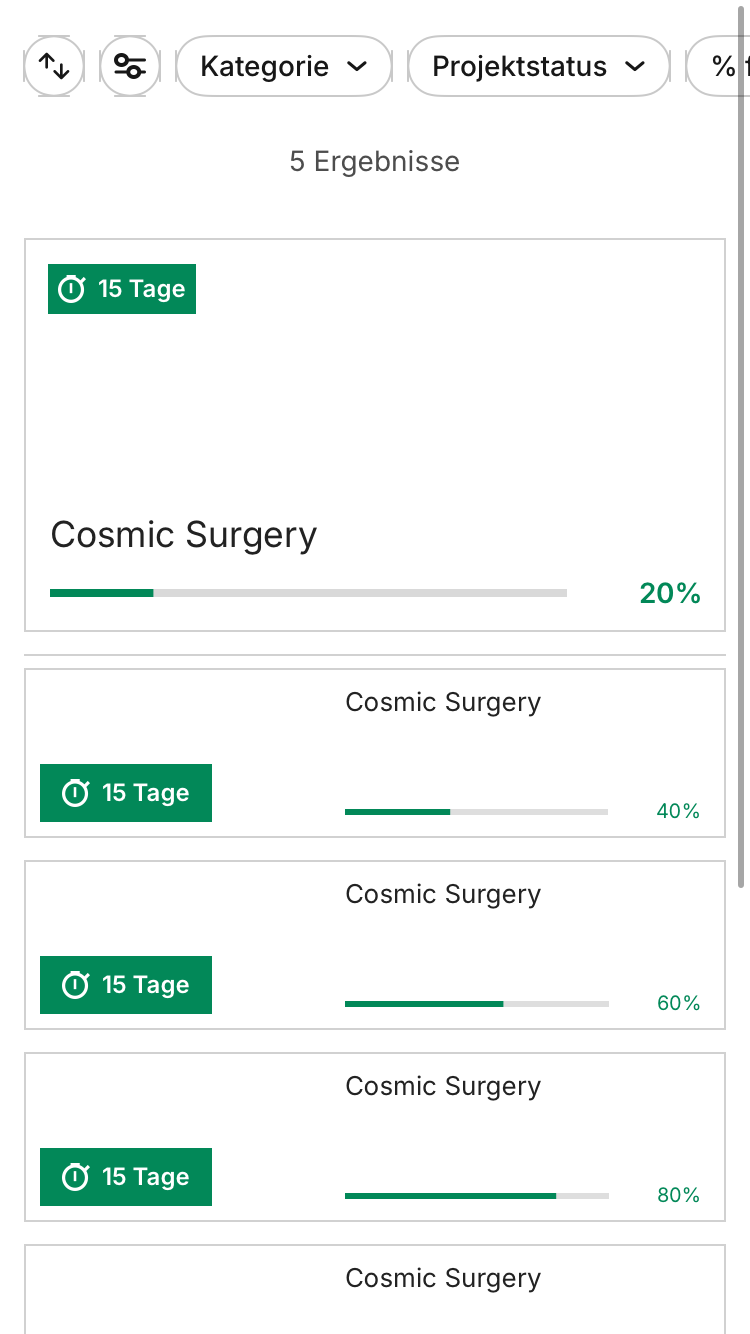 Kategorie
Projektstatus
%
5 Ergebnisse
15 Tage
Cosmic Surgery
20%
Cosmic Surgery
15 Tage
40%
Cosmic Surgery
15 Tage
60%
Cosmic Surgery
15 Tage
80%
Cosmic Surgery